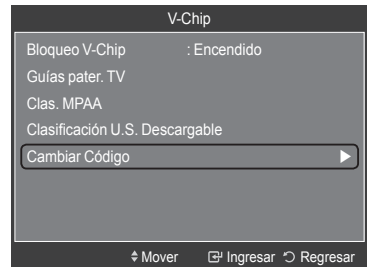 V-Chip
Bloqueo V-Chip : Encendido
Guías pater. TV
Clas. MPAA
Clasificación U.S. Descargable
Cambiar Código
Mover Ingresar Regresar